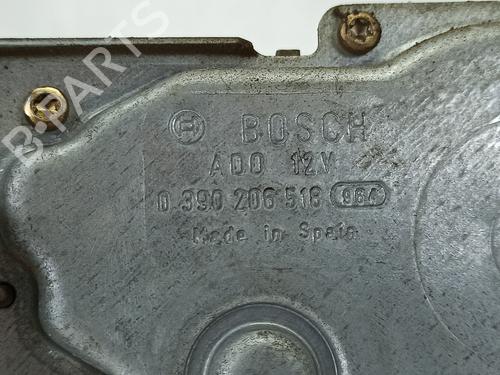 BOSCH
ADO 12V
0 390 206 518 964
Made in Spain
B-PARTS